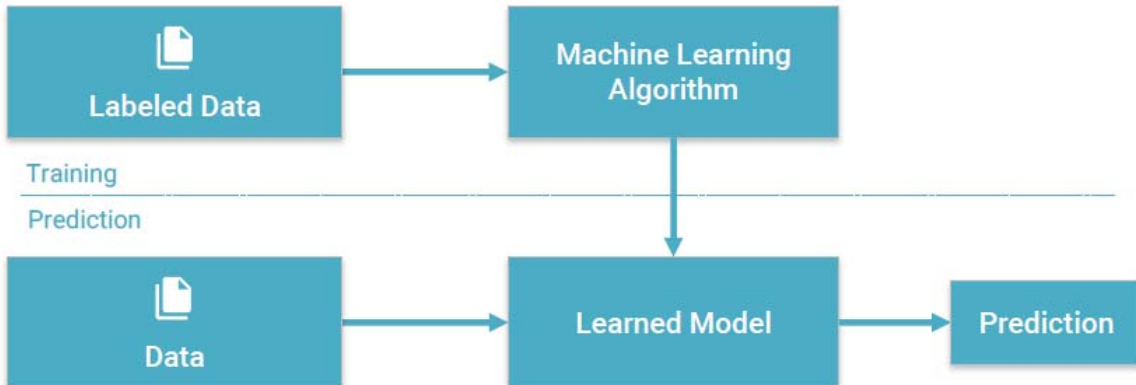 Labeled Data
Machine Learning
Algorithm
Training
Prediction
Data
Learned Model
Prediction